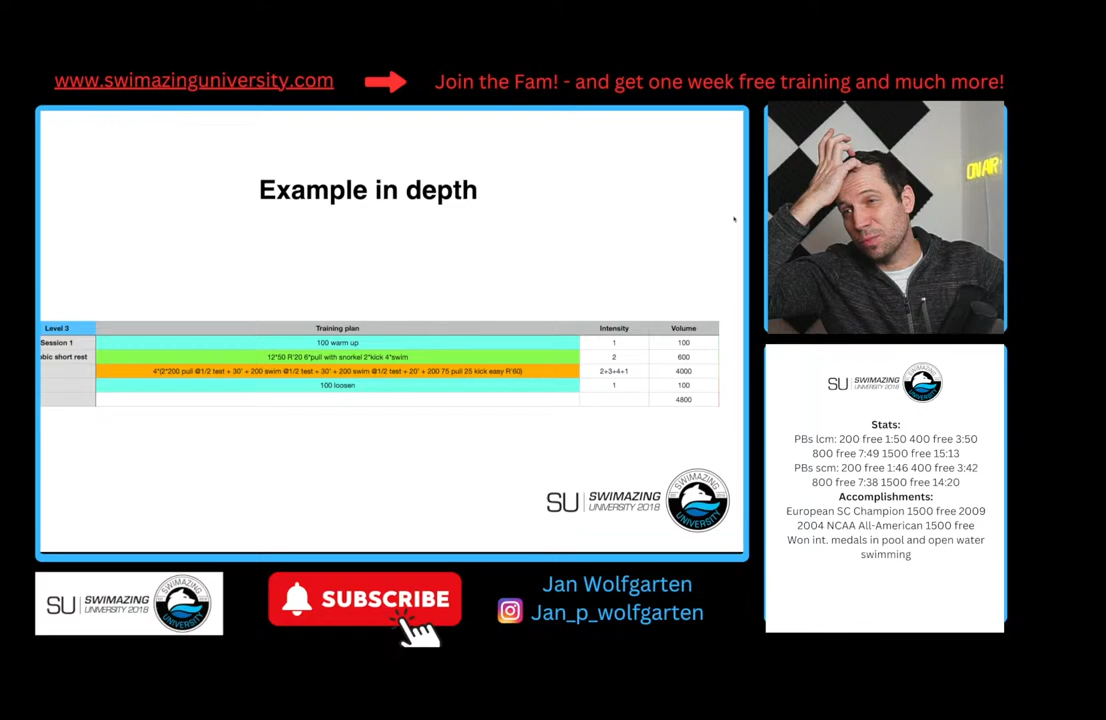 www.swimazinguniversity.com
Join the Fam! - and get one week free training and much more!
Example in depth
Level 3 Training plan Intensity Volume
Session 1 100 warm up 1 100
bic short rest 12*50 R'20 6*pull with snorkel 2*kick 4*swim 2 600
4*(2*200 pull @1/2 test + 30' + 200 swim @1/2 test + 30' + 200 swim @1/2 test + 20' + 200 75 pull 25 kick easy R'60) 2+3+4+1 4000
100 loosen 1 100
4800
SU SWIMAZING
UNIVERSITY 2018
SWIMAZING
UNIVERSITY
ON AIR
SU SWIMAZING
UNIVERSITY 2018
Stats:
PBs lcm: 200 free 1:50 400 free 3:50
800 free 7:49 1500 free 15:13
PBs scm: 200 free 1:46 400 free 3:42
800 free 7:38 1500 free 14:20
Accomplishments:
European SC Champion 1500 free 2009
2004 NCAA All-American 1500 free
Won int. medals in pool and open water
swimming
SU SWIMAZING
UNIVERSITY 2018
SUBSCRIBE
Jan Wolfgarten
Jan_p_wolfgarten